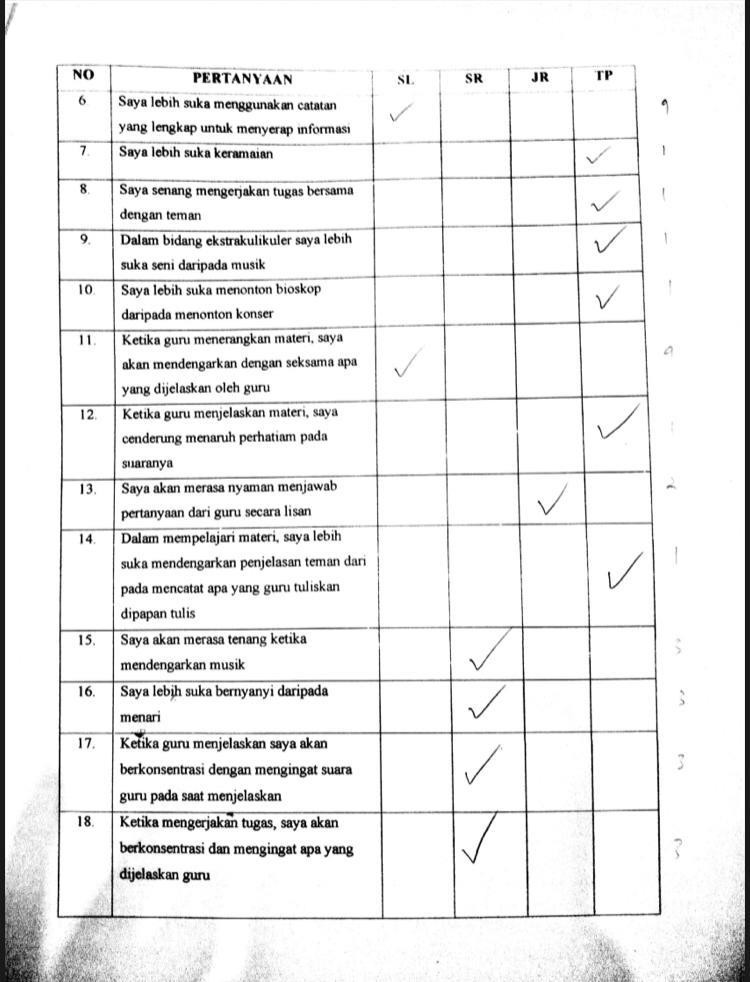 NO PERTANYAAN SL SR JR TP
6 Saya lebih suka menggunakan catatan
yang lengkap untuk menyerap informasi
7. Saya lebih suka keramaian 1
8. Saya senang mengerjakan tugas bersama 1
dengan teman
9. Dalam bidang ekstrakulikuler saya lebih 1
suka seni daripada musik
10. Saya lebih suka menonton bioskop 1
daripada menonton konser
11. Ketika guru menerangkan materi, saya
akan mendengarkan dengan seksama apa
yang dijelaskan oleh guru
12. Ketika guru menjelaskan materi, saya
cenderung menaruh perhatiam pada 1
suaranya
13. Saya akan merasa nyaman menjawab 2
pertanyaan dari guru secara lisan
14. Dalam mempelajari materi, saya lebih
suka mendengarkan penjelasan teman dari 1
pada mencatat apa yang guru tuliskan
dipapan tulis
15. Saya akan merasa tenang ketika 3
mendengarkan musik
16. Saya lebih suka bernyanyi daripada 3
menari
17. Ketika guru menjelaskan saya akan 3
berkonsentrasi dengan mengingat suara
guru pada saat menjelaskan
18. Ketika mengerjakan tugas, saya akan
berkonsentrasi dan mengingat apa yang 3
dijelaskan guru